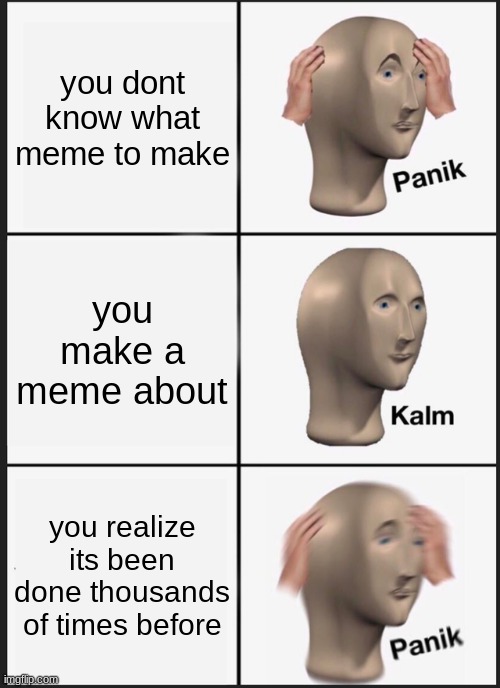 you dont
know what
meme to make
Panik
you
make a
meme about
Kalm
you realize
its been
done thousands
of times before
Panik
imgflip.com